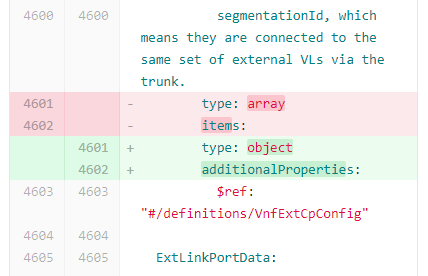 4600 4600 segmentationId, which
means they are connected to the
same set of external VLs via the
trunk.
4601 - type: array
4602 - items:
4601 + type: object
4602 + additionalProperties:
4603 4603 $ref:
"#/definitions/VnfExtCpConfig"
4604 4604
4605 4605 ExtLinkPortData: